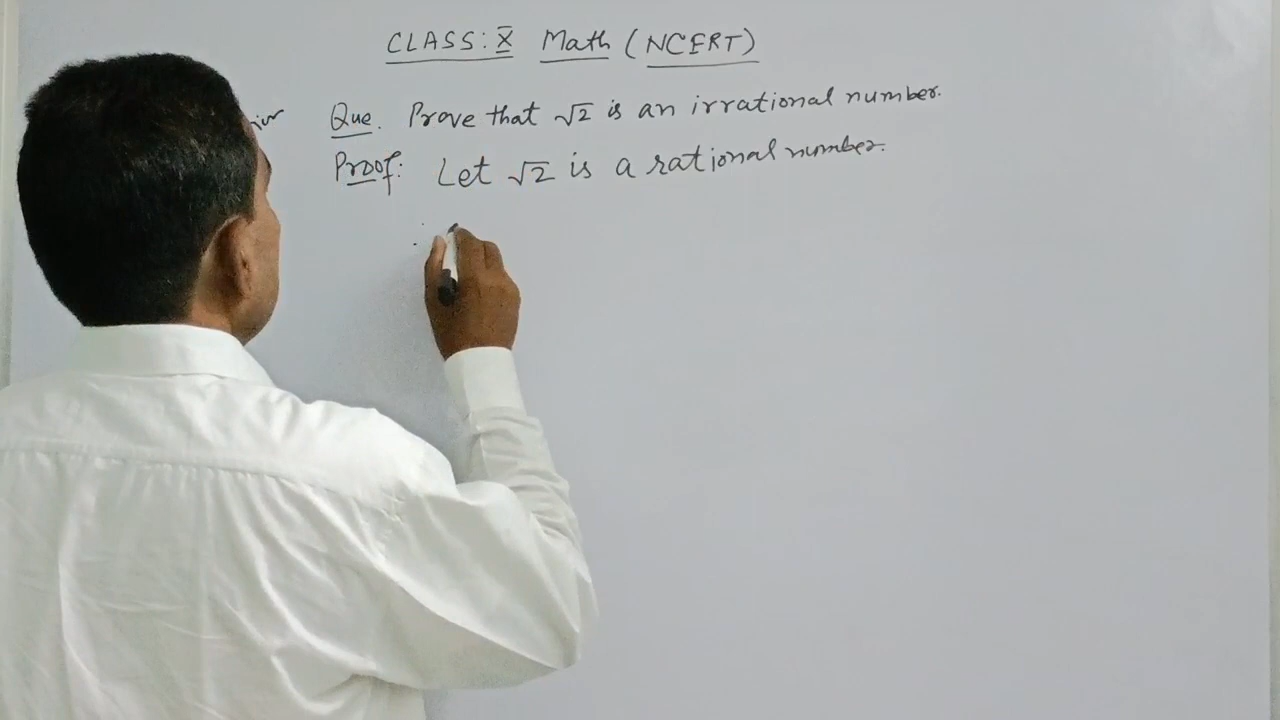 CLASS: X Math (NCERT)
Que. Prove that √2 is an irrational number.
Proof: Let √2 is a rational number.